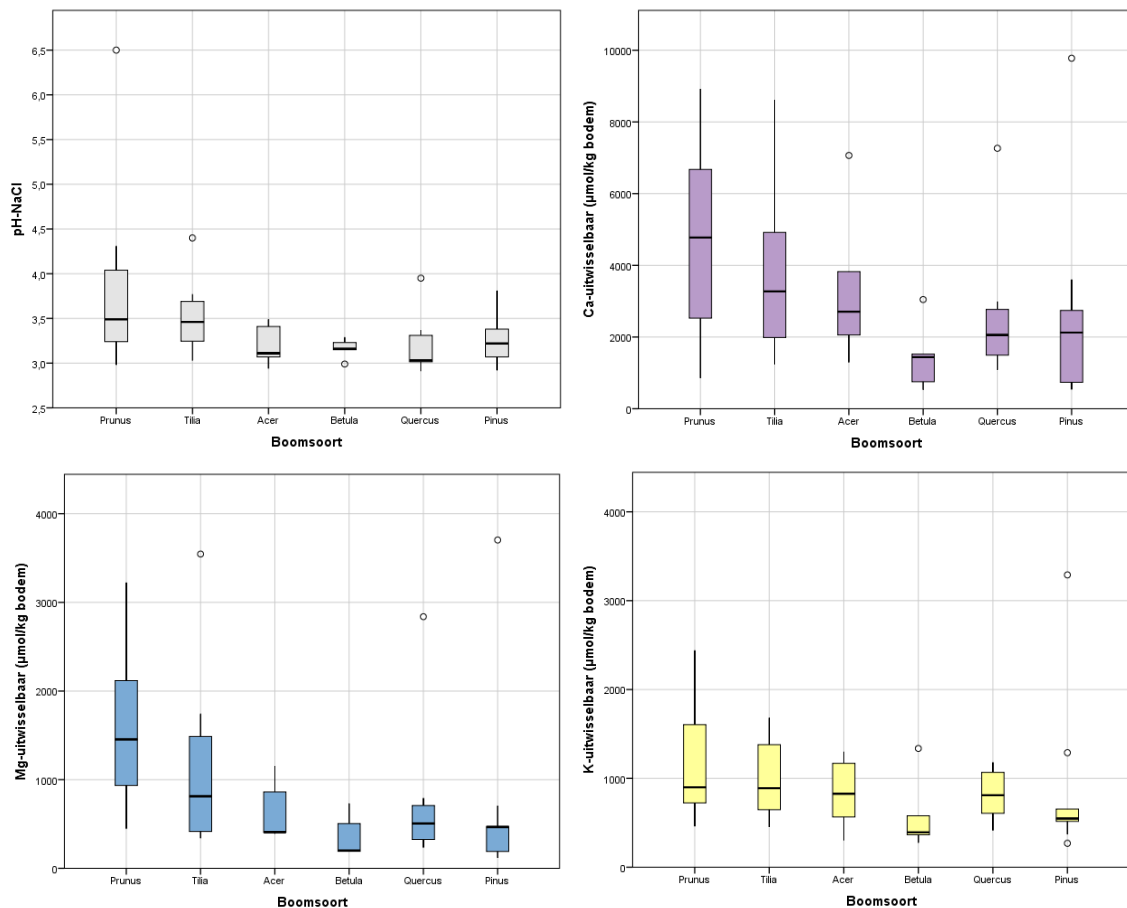 pH-NaCl
6,5
6,0
5,5
5,0
4,5
4,0
3,5
3,0
2,5
Prunus Tilia Acer Betula Quercus Pinus
Boomsoort
Ca-uitwisselbaar (µmol/kg bodem)
10000
8000
6000
4000
2000
0
Prunus Tilia Acer Betula Quercus Pinus
Boomsoort
Mg-uitwisselbaar (µmol/kg bodem)
4000
3000
2000
1000
0
Prunus Tilia Acer Betula Quercus Pinus
Boomsoort
K-uitwisselbaar (µmol/kg bodem)
4000
3000
2000
1000
0
Prunus Tilia Acer Betula Quercus Pinus
Boomsoort